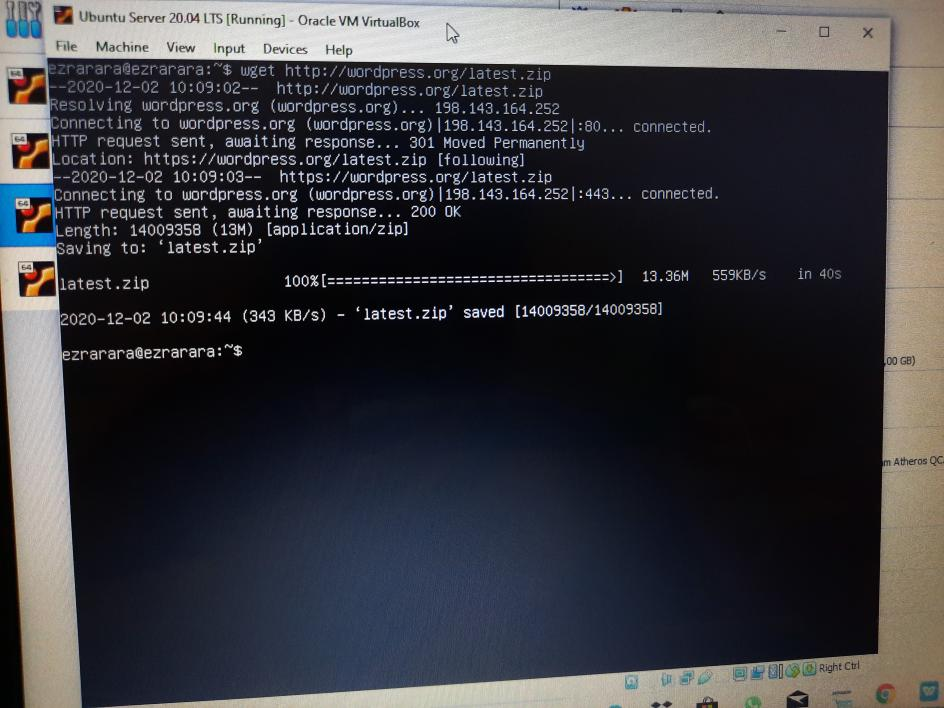 Ubuntu Server 20.04 LTS [Running] - Oracle VM VirtualBox
File Machine View Input Devices Help
ezrarara@ezrarara:~$ wget http://wordpress.org/latest.zip
--2020-12-02 10:09:02-- http://wordpress.org/latest.zip
Resolving wordpress.org (wordpress.org)... 198.143.164.252
Connecting to wordpress.org (wordpress.org)|198.143.164.252|:80... connected.
HTTP request sent, awaiting response... 301 Moved Permanently
Location: https://wordpress.org/latest.zip [following]
--2020-12-02 10:09:03-- https://wordpress.org/latest.zip
Connecting to wordpress.org (wordpress.org)|198.143.164.252|:443... connected.
HTTP request sent, awaiting response... 200 OK
Length: 14009358 (13M) [application/zip]
Saving to: ‘latest.zip’
latest.zip 100%[=================================>] 13.36M 559KB/s in 40s
2020-12-02 10:09:44 (343 KB/s) - ‘latest.zip’ saved [14009358/14009358]
ezrarara@ezrarara:~$
,00 GB)
m Atheros QC
Right Ctrl
64
64
64
64